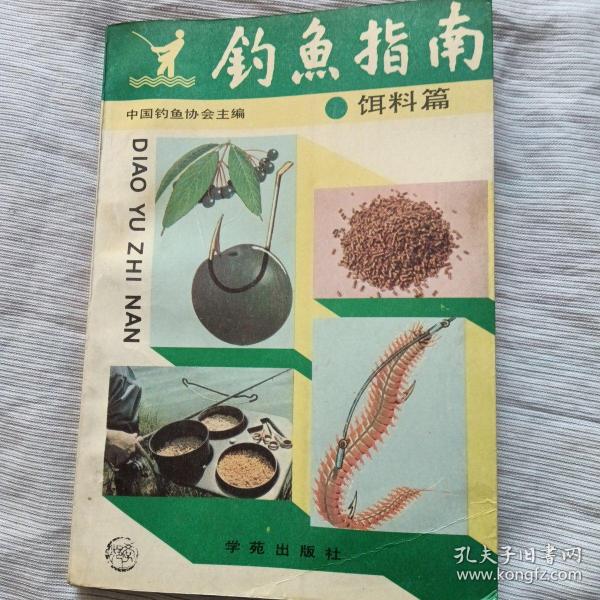 钓魚指南
饵料篇
中国钓鱼协会主编
DIAO YU ZHI NAN
学苑出版社
孔夫子旧书网
www.kongfz.com